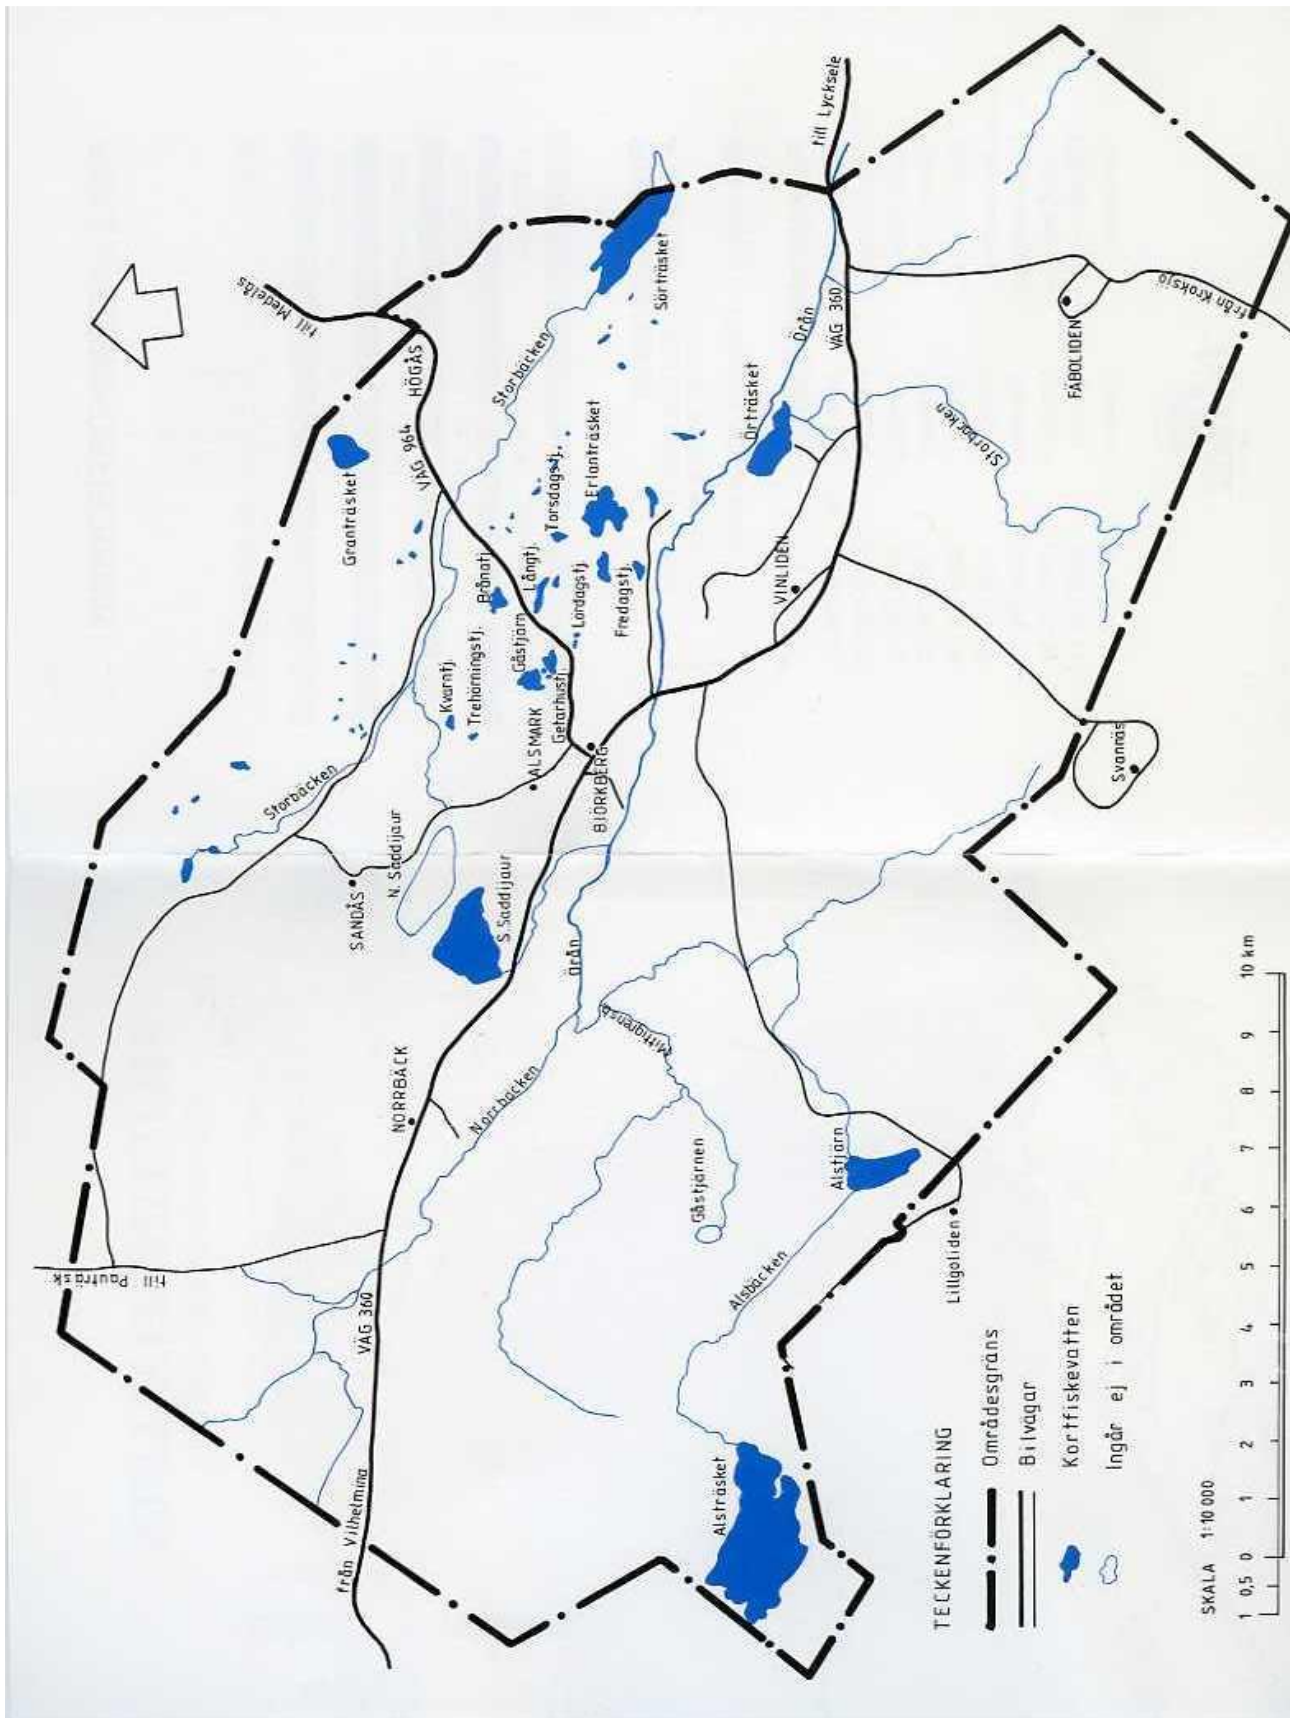 till Medelås
HÖGÅS
VÄG 964
Granträsket
Storbäcken
Sörträsket
till Lycksele
Örån
VÄG 360
från Kroksjö
FÄBOLIDEN
Storbäcken
Örträsket
VINLIDEN
Erlanträsket
Torsdagstj.
Långtj.
Brånatj.
Lördagstj.
Fredagstj.
Gåstjärn
Getarhustj.
Trehörningstj.
Kvarntj.
ALSMARK
BJÖRKBERG
Storbäcken
SANDÅS
N. Saddijaur
S. Saddijaur
Örån
Svannäs
NORRBÄCK
Norrbäcken
Mittigrensb.
Gåstjärnen
Alstjärn
Alsbäcken
Lillgoliden
till Pauträsk
VÄG 360
från Vilhelmina
Alsträsket
TECKENFÖRKLARING
Områdesgräns
Bilvägar
Kortfiskevatten
Ingår ej i området
SKALA 1:10 000
1 0,5 0 1 2 3 4 5 6 7 8 9 10 km